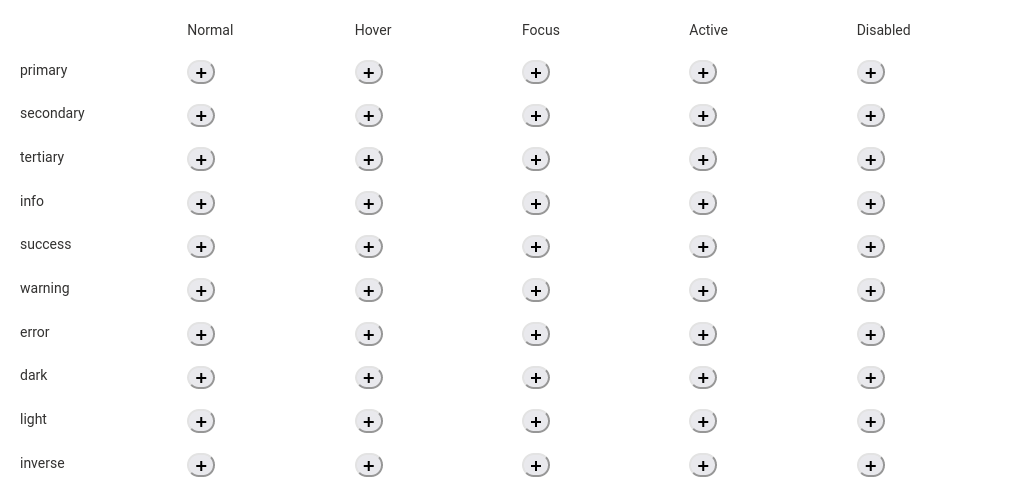 Normal Hover Focus Active Disabled
primary + + + + +
secondary + + + + +
tertiary + + + + +
info + + + + +
success + + + + +
warning + + + + +
error + + + + +
dark + + + + +
light + + + + +
inverse + + + + +